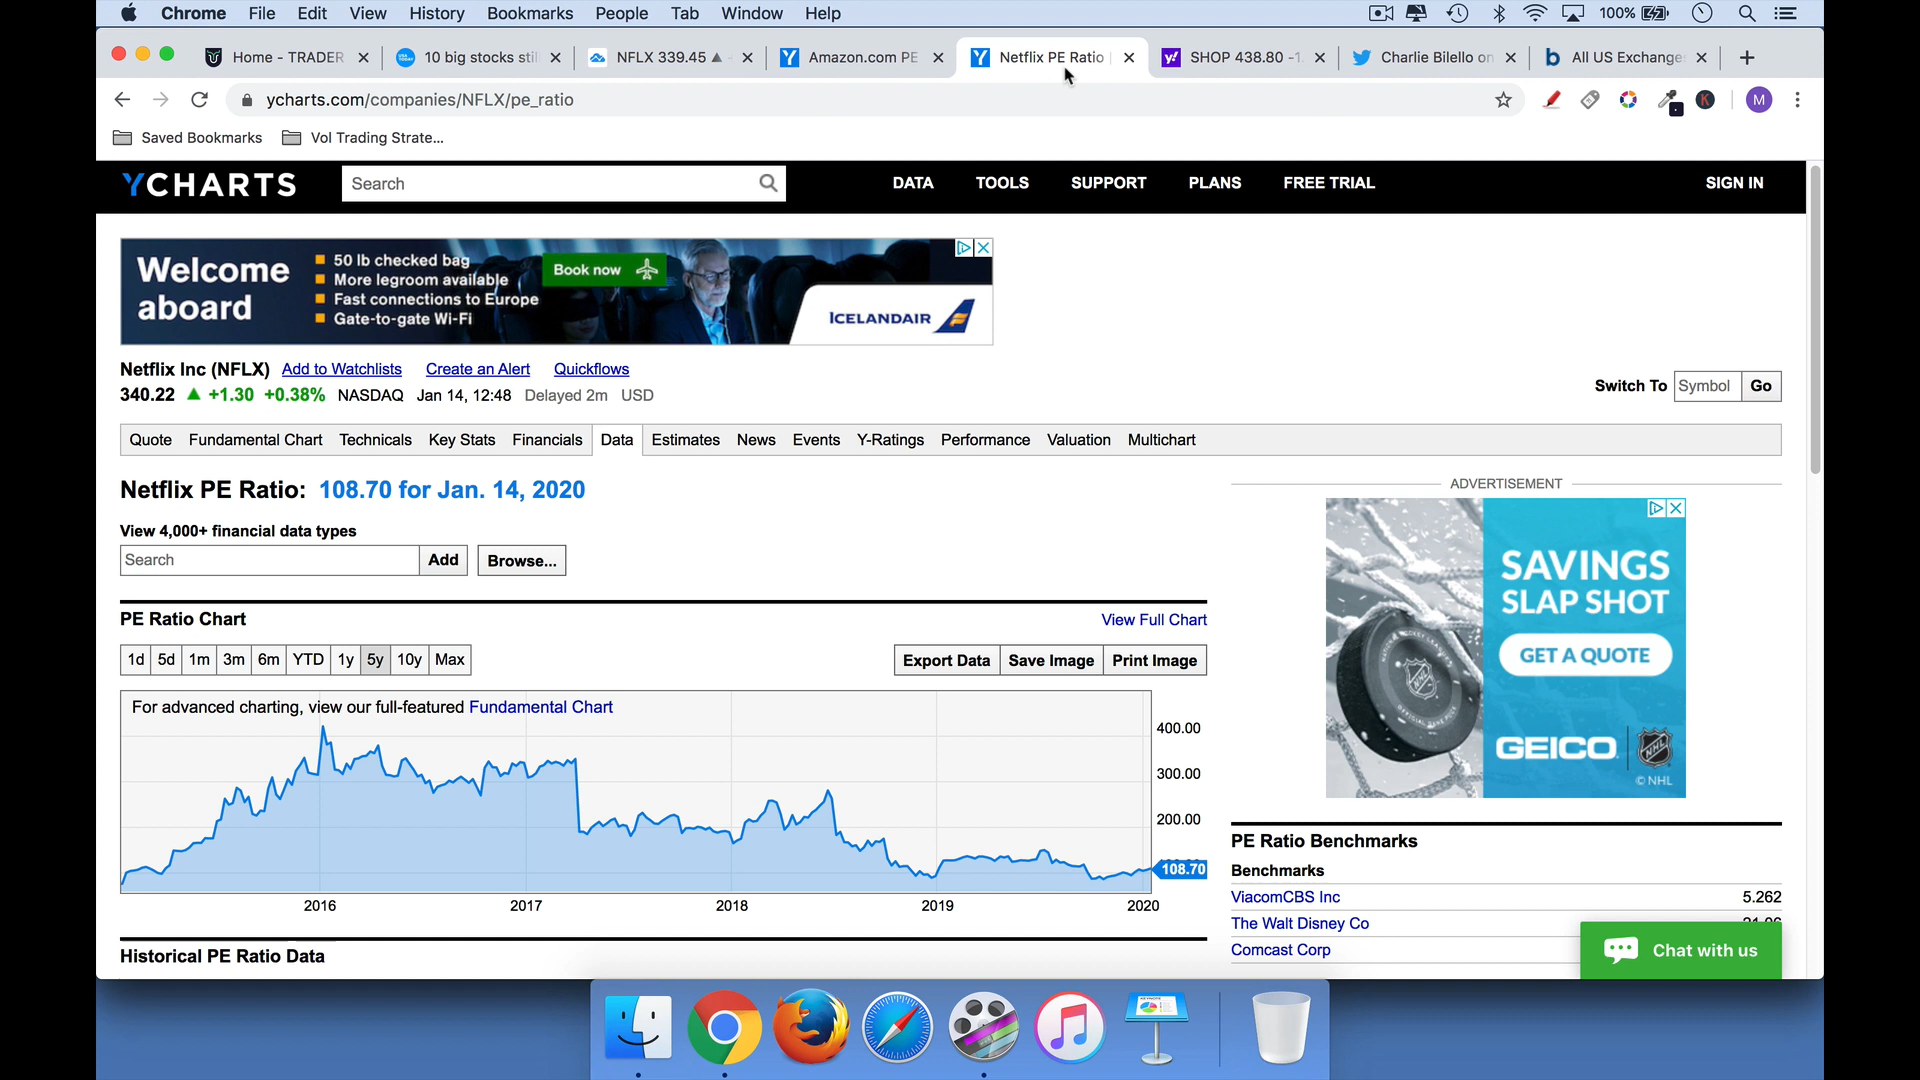 Chrome File Edit View History Bookmarks People Tab Window Help 100%
Home - TRADER 10 big stocks stil NFLX 339.45 ▲ - Amazon.com PE Netflix PE Ratio SHOP 438.80 -1. Charlie Bilello on All US Exchange
ycharts.com/companies/NFLX/pe_ratio M
Saved Bookmarks Vol Trading Strate...
YCHARTS Search DATA TOOLS SUPPORT PLANS FREE TRIAL SIGN IN
Welcome aboard
50 lb checked bag
More legroom available
Fast connections to Europe
Gate-to-gate Wi-Fi
Book now
ICELANDAIR
Netflix Inc (NFLX) Add to Watchlists Create an Alert Quickflows
340.22 ▲ +1.30 +0.38% NASDAQ Jan 14, 12:48 Delayed 2m USD
Switch To Symbol Go
Quote Fundamental Chart Technicals Key Stats Financials Data Estimates News Events Y-Ratings Performance Valuation Multichart
Netflix PE Ratio: 108.70 for Jan. 14, 2020
View 4,000+ financial data types
Search Add Browse...
PE Ratio Chart View Full Chart
1d 5d 1m 3m 6m YTD 1y 5y 10y Max Export Data Save Image Print Image
For advanced charting, view our full-featured Fundamental Chart
400.00
300.00
200.00
108.70
2016 2017 2018 2019 2020
Historical PE Ratio Data
ADVERTISEMENT
SAVINGS
SLAP SHOT
GET A QUOTE
GEICO
© NHL
PE Ratio Benchmarks
Benchmarks
ViacomCBS Inc 5.262
The Walt Disney Co
Comcast Corp
Chat with us